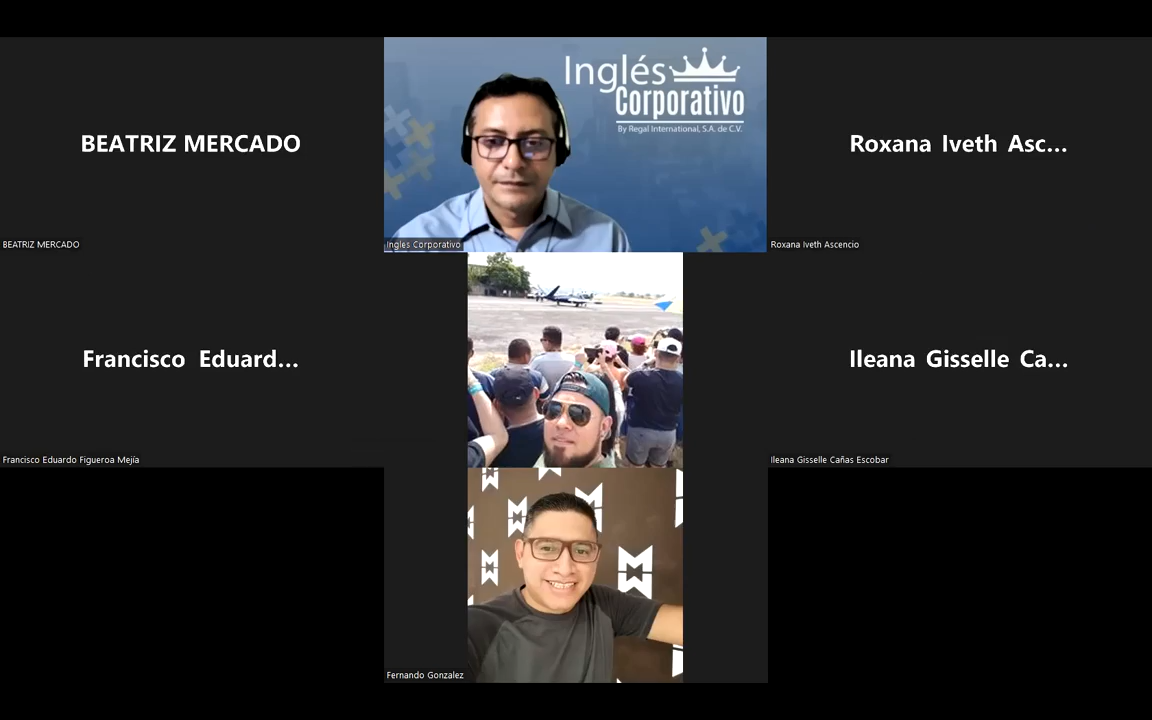 BEATRIZ MERCADO
BEATRIZ MERCADO
Inglés
Corporativo
By Regal International, S.A. de C.V.
Ingles Corporativo
Roxana Iveth Asc...
Roxana Iveth Ascencio
Francisco Eduard...
Francisco Eduardo Figueroa Mejía
Ileana Gisselle Ca...
Ileana Gisselle Cañas Escobar
Fernando Gonzalez